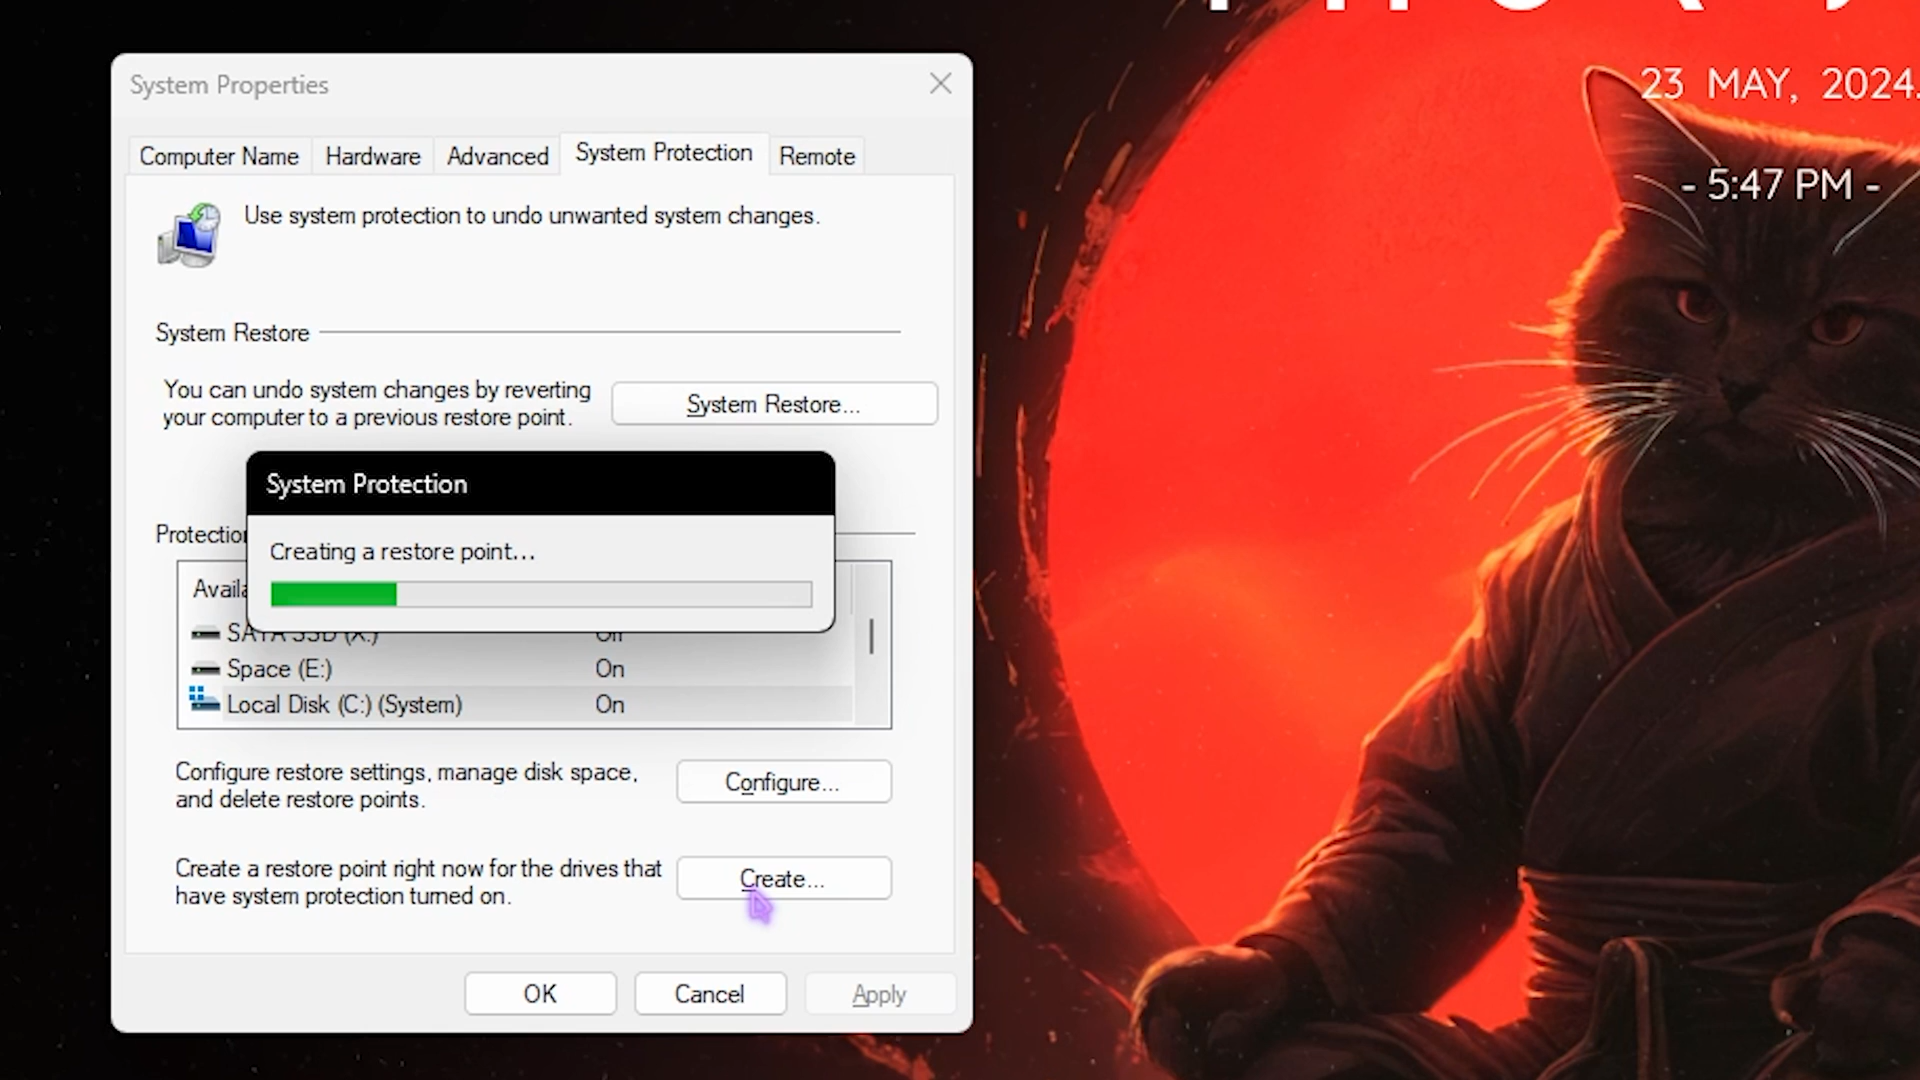 23 MAY, 2024.
- 5:47 PM -
System Properties
Computer Name
Hardware
Advanced
System Protection
Remote
Use system protection to undo unwanted system changes.
System Restore
You can undo system changes by reverting
your computer to a previous restore point.
System Restore...
System Protection
Creating a restore point...
Space (E:) On
Local Disk (C:) (System) On
Configure restore settings, manage disk space,
and delete restore points.
Configure...
Create a restore point right now for the drives that
have system protection turned on.
Create...
OK
Cancel
Apply